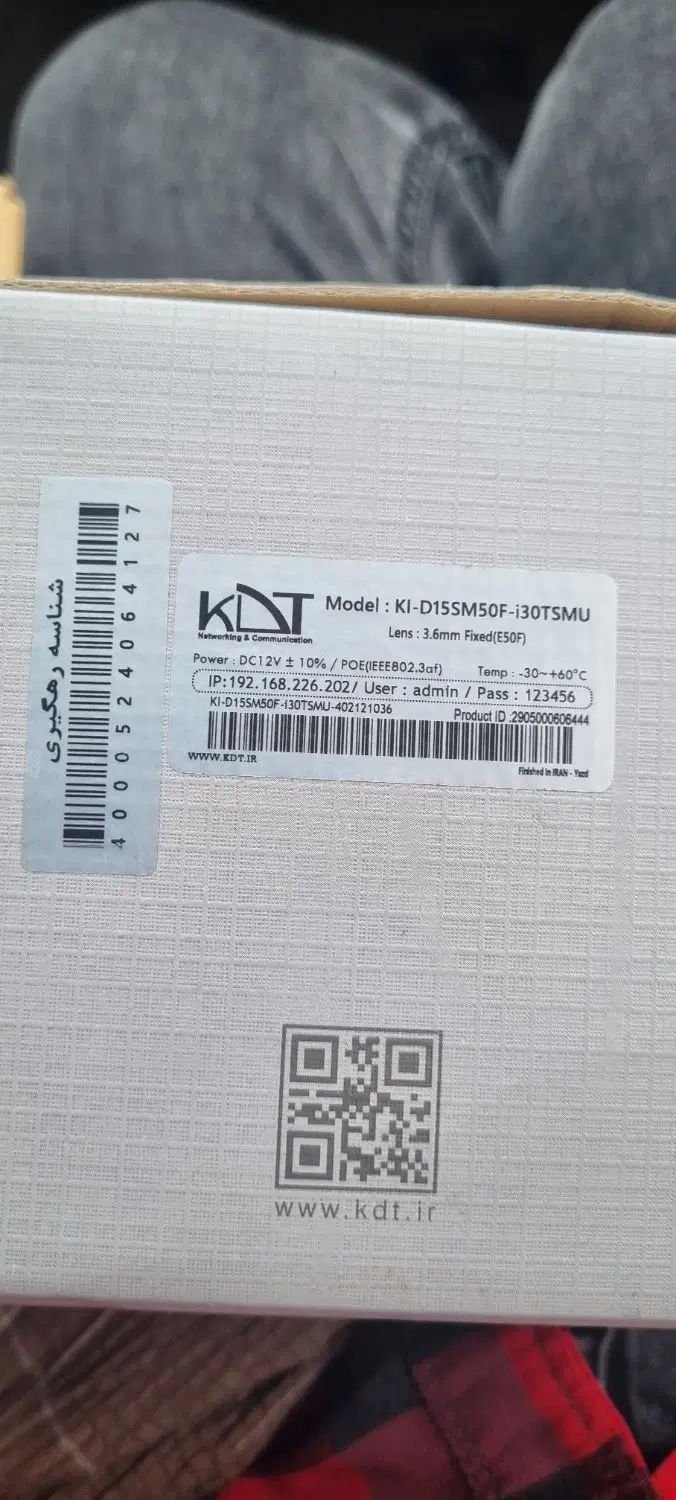 شناسه رهگیری
4000524064127
KDT
Networking & Communication
Model : KI-D15SM50F-i30TSMU
Lens : 3.6mm Fixed(E50F)
Power : DC12V ± 10% / POE(IEEE802.3af)
Temp : -30~+60°C
IP:192.168.226.202/ User : admin / Pass : 123456
KI-D15SM50F-i30TSMU-402121036
Product ID :2905000606444
WWW.KDT.IR
Finished in IRAN - Yazd
www.kdt.ir